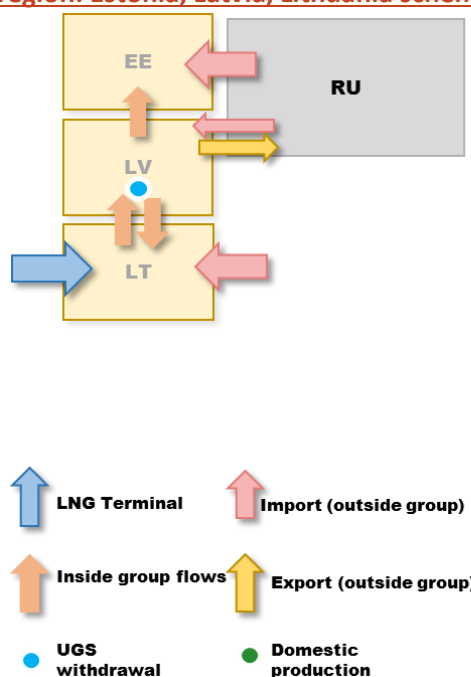 region: Estonia, Latvia, Lithuania
EE
RU
LV
LT
LNG Terminal
Import (outside group)
Inside group flows
Export (outside group)
UGS
withdrawal
Domestic
production